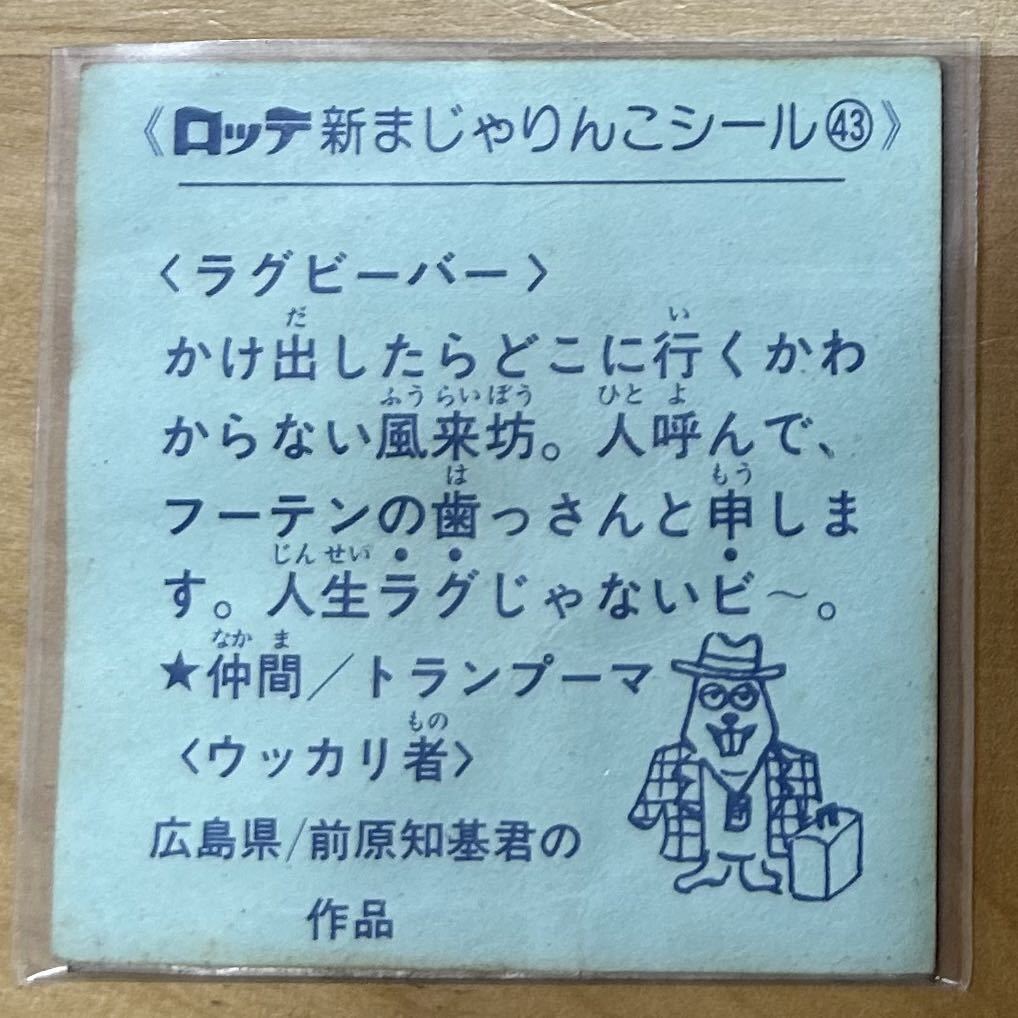 《ロッテ新まじゃりんこシール㊸》
〈ラグビーバー〉
かけ出したらどこに行くかわ
からない風来坊。人呼んで、
フーテンの歯っさんと申しま
す。人生ラグじゃないビ〜。
★仲間／トランプーマ
〈ウッカリ者〉
広島県/前原知基君の
作品